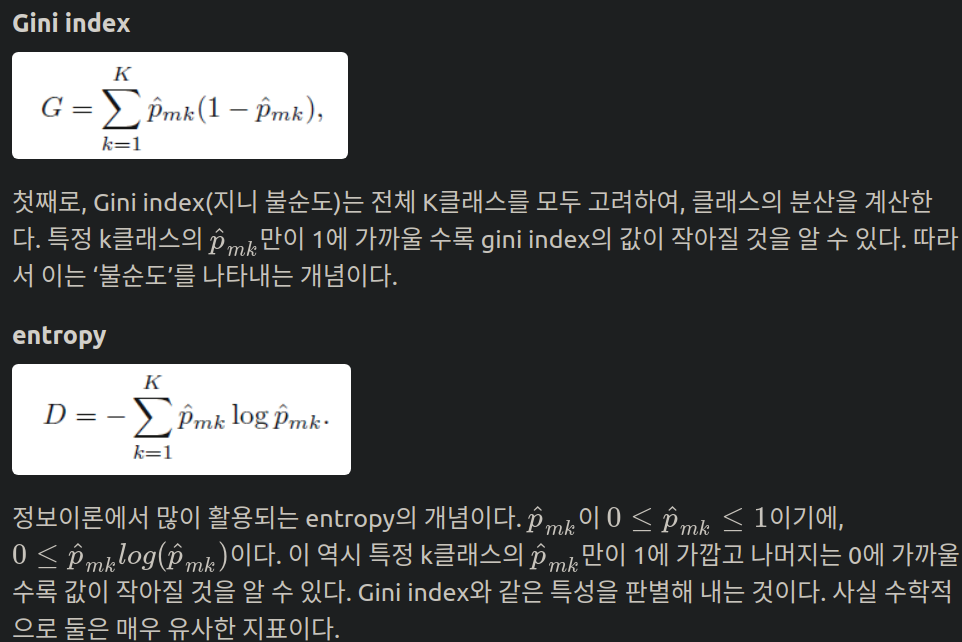 Gini index
G = \sum_{k=1}^{K} \hat{p}_{mk}(1 - \hat{p}_{mk}),
첫째로, Gini index(지니 불순도)는 전체 K클래스를 모두 고려하여, 클래스의 분산을 계산한
다. 특정 k클래스의 \hat{p}_{mk}만이 1에 가까울 수록 gini index의 값이 작아질 것을 알 수 있다. 따라
서 이는 ‘불순도’를 나타내는 개념이다.
entropy
D = - \sum_{k=1}^{K} \hat{p}_{mk} \log \hat{p}_{mk}.
정보이론에서 많이 활용되는 entropy의 개념이다. \hat{p}_{mk}이 0 ≤ \hat{p}_{mk} ≤ 1이기에,
0 ≤ \hat{p}_{mk}log(\hat{p}_{mk})이다. 이 역시 특정 k클래스의 \hat{p}_{mk}만이 1에 가깝고 나머지는 0에 가까울
수록 값이 작아질 것을 알 수 있다. Gini index와 같은 특성을 판별해 내는 것이다. 사실 수학적
으로 둘은 매우 유사한 지표이다.